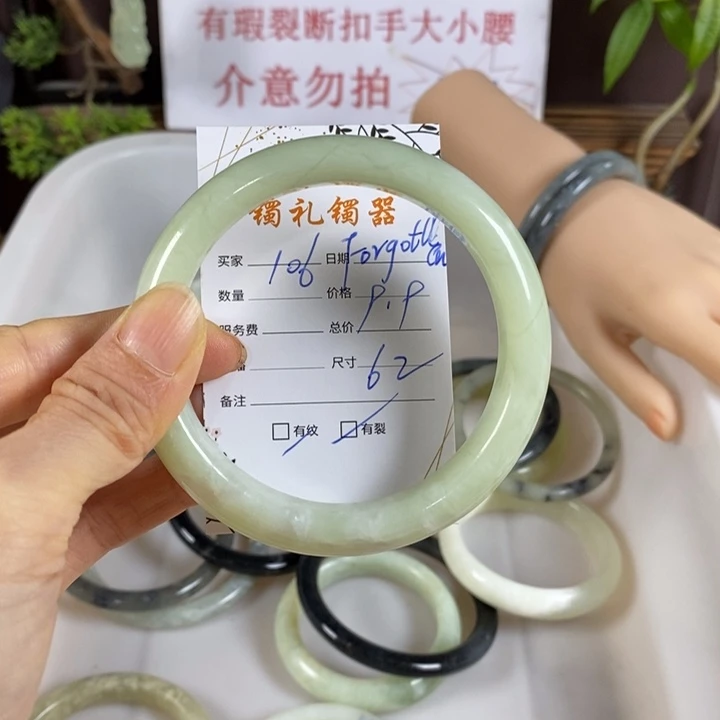 有瑕裂断扣手大小腰
介意勿拍
镯礼镯器
买家 106 日期 Forgottten
数量 价格 9.9
服务费 总价
尺寸 62
备注
☐有纹 ☐有裂